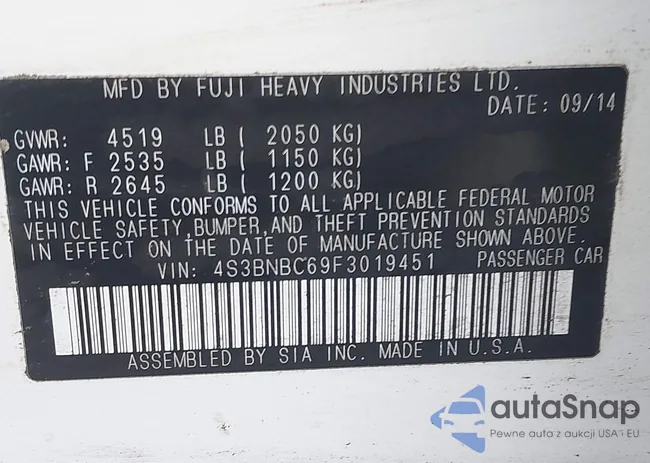 MFD BY FUJI HEAVY INDUSTRIES LTD.
DATE: 09/14
GVWR: 4519 LB ( 2050 KG)
GAWR: F 2535 LB ( 1150 KG)
GAWR: R 2645 LB ( 1200 KG)
THIS VEHICLE CONFORMS TO ALL APPLICABLE FEDERAL MOTOR
VEHICLE SAFETY, BUMPER, AND THEFT PREVENTION STANDARDS
IN EFFECT ON THE DATE OF MANUFACTURE SHOWN ABOVE.
VIN: 4S3BNBC69F3019451 PASSENGER CAR
ASSEMBLED BY SIA INC. MADE IN U.S.A.
autoSnap
Pewne auta z aukcji USA i EU